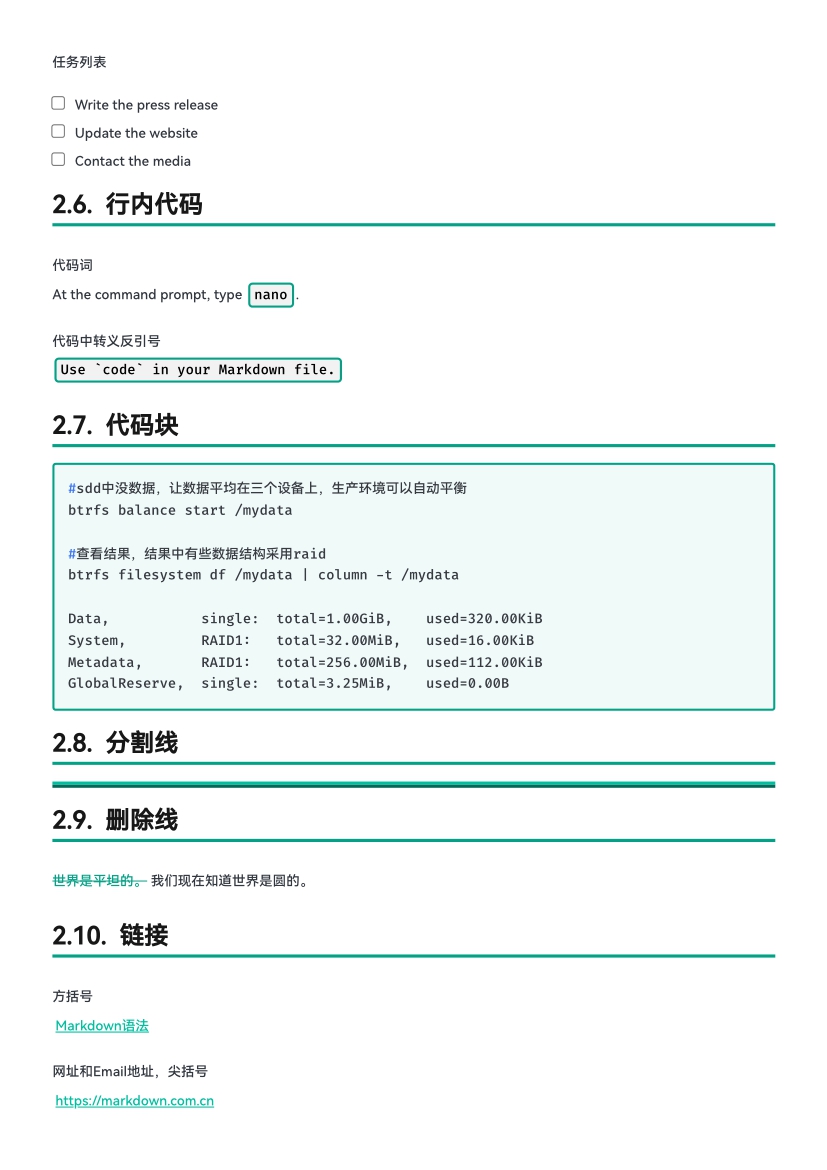 任务列表
Write the press release
Update the website
Contact the media
2.6. 行内代码
代码词
At the command prompt, type nano .
代码中转义反引号
Use `code` in your Markdown file.
2.7. 代码块
#sdd中没数据，让数据平均在三个设备上，生产环境可以自动平衡
btrfs balance start /mydata
#查看结果，结果中有些数据结构采用raid
btrfs filesystem df /mydata | column -t /mydata
Data,           single:  total=1.00GiB,    used=320.00KiB
System,         RAID1:   total=32.00MiB,   used=16.00KiB
Metadata,       RAID1:   total=256.00MiB,  used=112.00KiB
GlobalReserve,  single:  total=3.25MiB,    used=0.00B
2.8. 分割线
2.9. 删除线
世界是平坦的。 我们现在知道世界是圆的。
2.10. 链接
方括号
Markdown语法
网址和Email地址，尖括号
https://markdown.com.cn